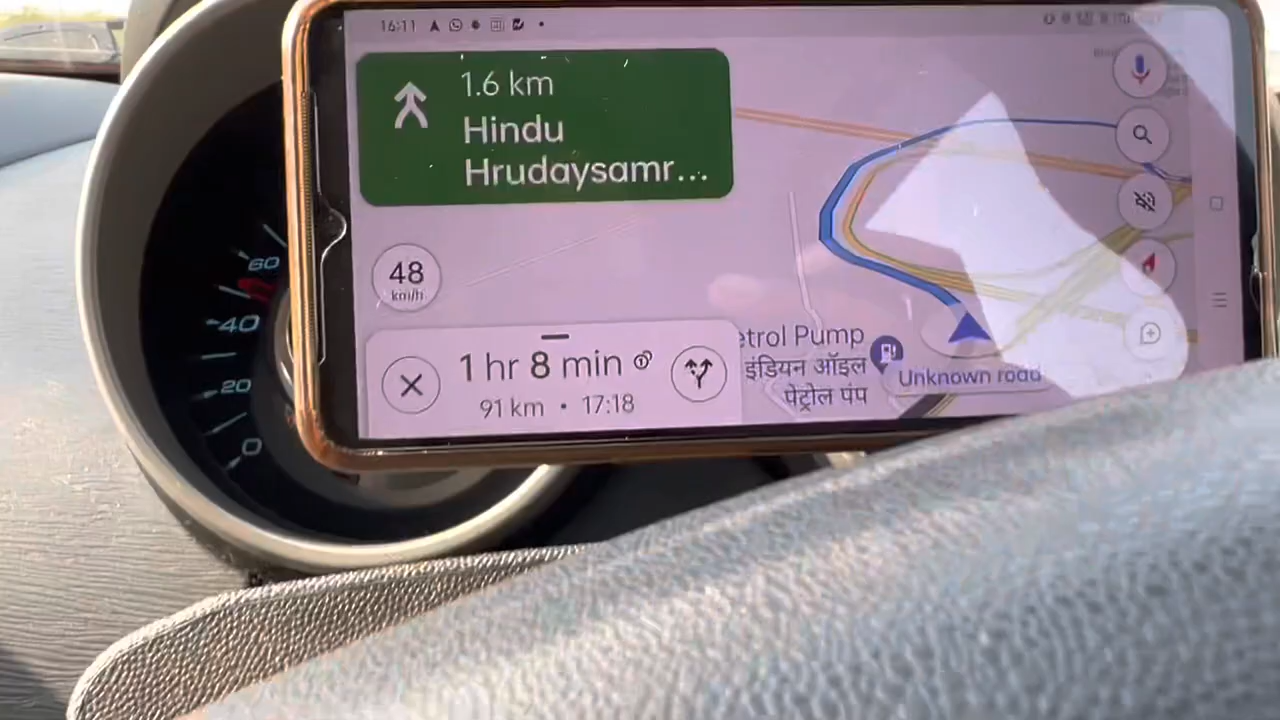 16:11
1.6 km
Hindu
Hrudaysamr...
48
km/h
1 hr 8 min
91 km • 17:18
etrol Pump
इंडियन ऑइल
पेट्रोल पंप
Unknown road
60
40
20
0